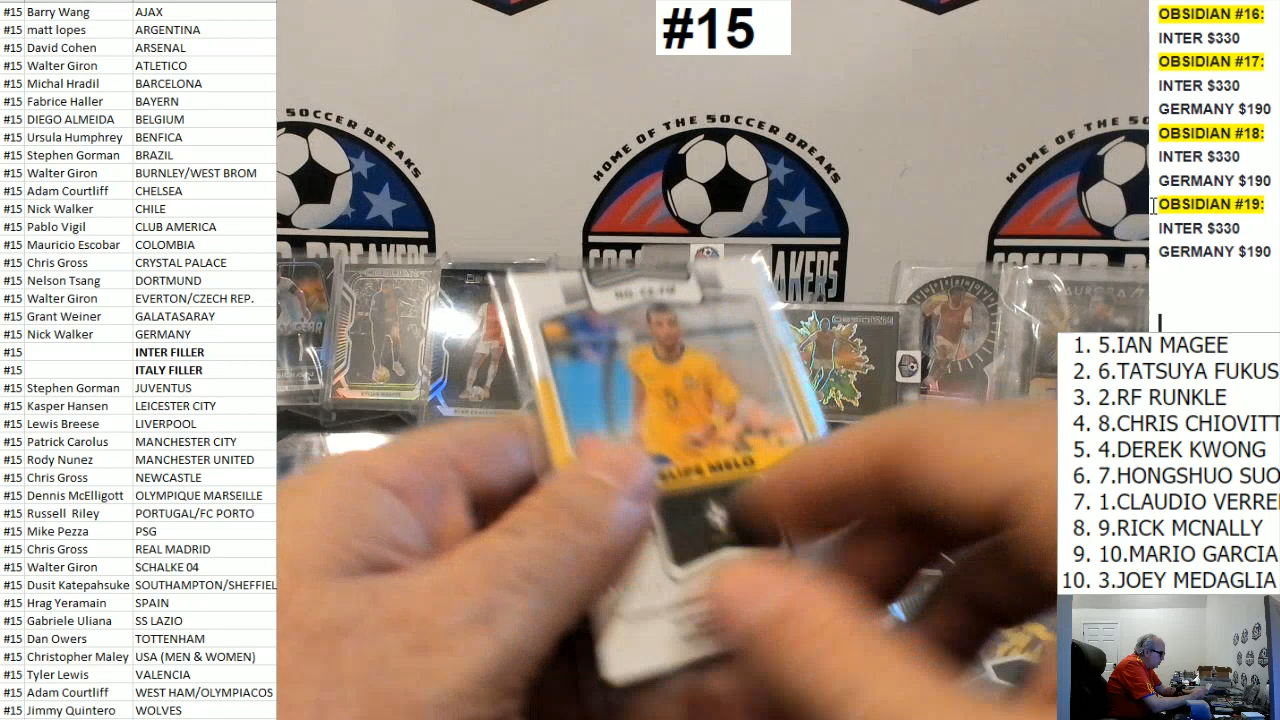 #15 Barry Wang AJAX
#15 matt lopes ARGENTINA
#15 David Cohen ARSENAL
#15 Walter Giron ATLETICO
#15 Michal Hradil BARCELONA
#15 Fabrice Haller BAYERN
#15 DIEGO ALMEIDA BELGIUM
#15 Ursula Humphrey BENFICA
#15 Stephen Gorman BRAZIL
#15 Walter Giron BURNLEY/WEST BROM
#15 Adam Courtliff CHELSEA
#15 Nick Walker CHILE
#15 Pablo Vigil CLUB AMERICA
#15 Mauricio Escobar COLOMBIA
#15 Chris Gross CRYSTAL PALACE
#15 Nelson Tsang DORTMUND
#15 Walter Giron EVERTON/CZECH REP.
#15 Grant Weiner GALATASARAY
#15 Nick Walker GERMANY
#15 INTER FILLER
#15 ITALY FILLER
#15 Stephen Gorman JUVENTUS
#15 Kasper Hansen LEICESTER CITY
#15 Lewis Breese LIVERPOOL
#15 Patrick Carolus MANCHESTER CITY
#15 Rody Nunez MANCHESTER UNITED
#15 Chris Gross NEWCASTLE
#15 Dennis McElligott OLYMPIQUE MARSEILLE
#15 Russell Riley PORTUGAL/FC PORTO
#15 Mike Pezza PSG
#15 Chris Gross REAL MADRID
#15 Walter Giron SCHALKE 04
#15 Dusit Katepahsuke SOUTHAMPTON/SHEFFIEL
#15 Hrag Yeramain SPAIN
#15 Gabriele Uliana SS LAZIO
#15 Dan Owers TOTTENHAM
#15 Christopher Maley USA (MEN & WOMEN)
#15 Tyler Lewis VALENCIA
#15 Adam Courtliff WEST HAM/OLYMPIACOS
#15 Jimmy Quintero WOLVES
#15
SOCCER BREAKS
HOME OF THE SOCCER BREAKS
HOME OF THE
BREAKERS
OBSIDIAN #16:
INTER $330
OBSIDIAN #17:
INTER $330
GERMANY $190
OBSIDIAN #18:
INTER $330
GERMANY $190
OBSIDIAN #19:
INTER $330
GERMANY $190
1. 5.IAN MAGEE
2. 6.TATSUYA FUKUS
3. 2.RF RUNKLE
4. 8.CHRIS CHIOVITT
5. 4.DEREK KWONG
6. 7.HONGSHUO SUO
7. 1.CLAUDIO VERRE
8. 9.RICK MCNALLY
9. 10.MARIO GARCIA
10. 3.JOEY MEDAGLIA
MELO